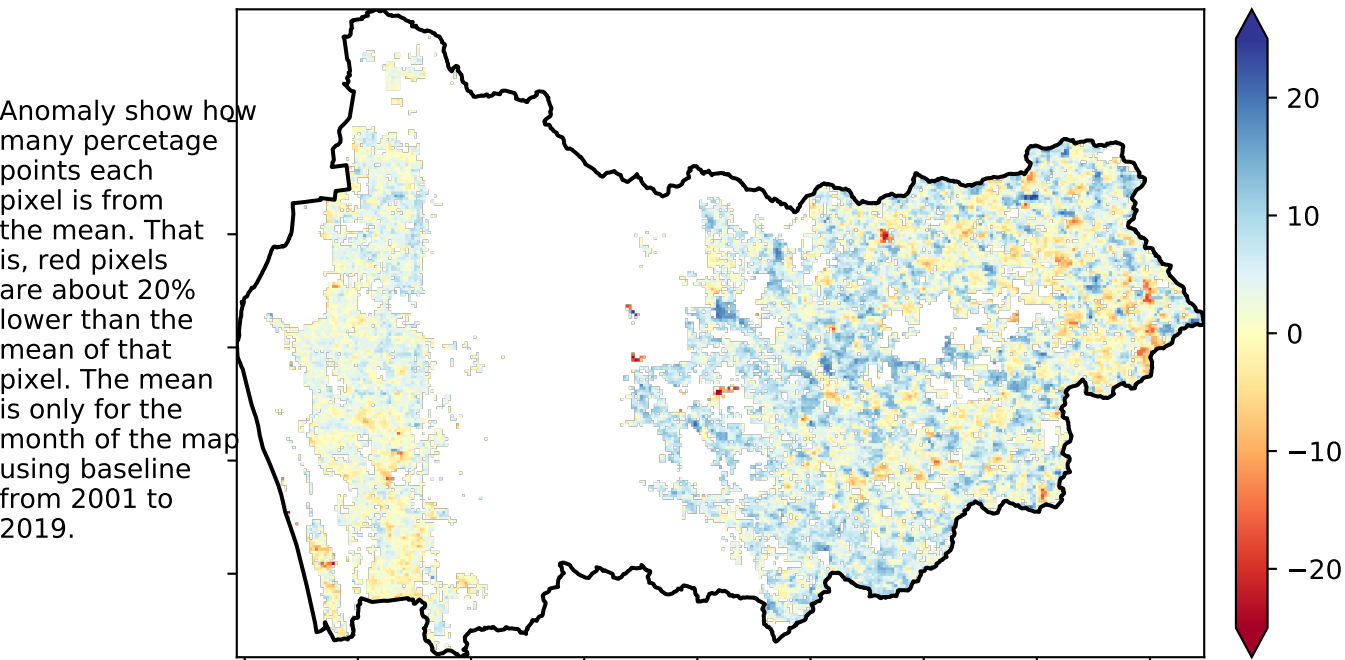 Anomaly show how
many percetage
points each
pixel is from
the mean. That
is, red pixels
are about 20%
lower than the
mean of that
pixel. The mean
is only for the
month of the map
using baseline
from 2001 to
2019.
20
10
0
−10
−20